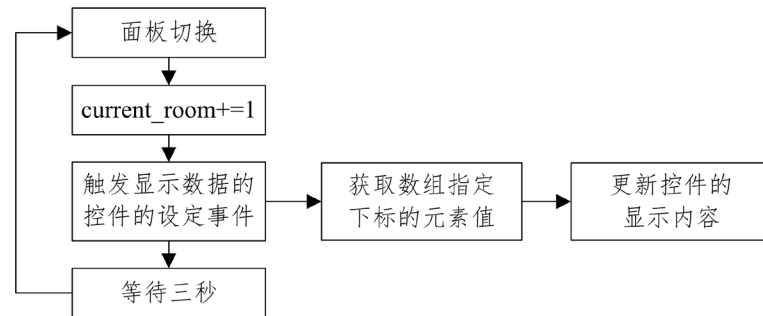 面板切换
current_room+=1
触发显示数据的
控件的设定事件
获取数组指定
下标的元素值
更新控件的
显示内容
等待三秒